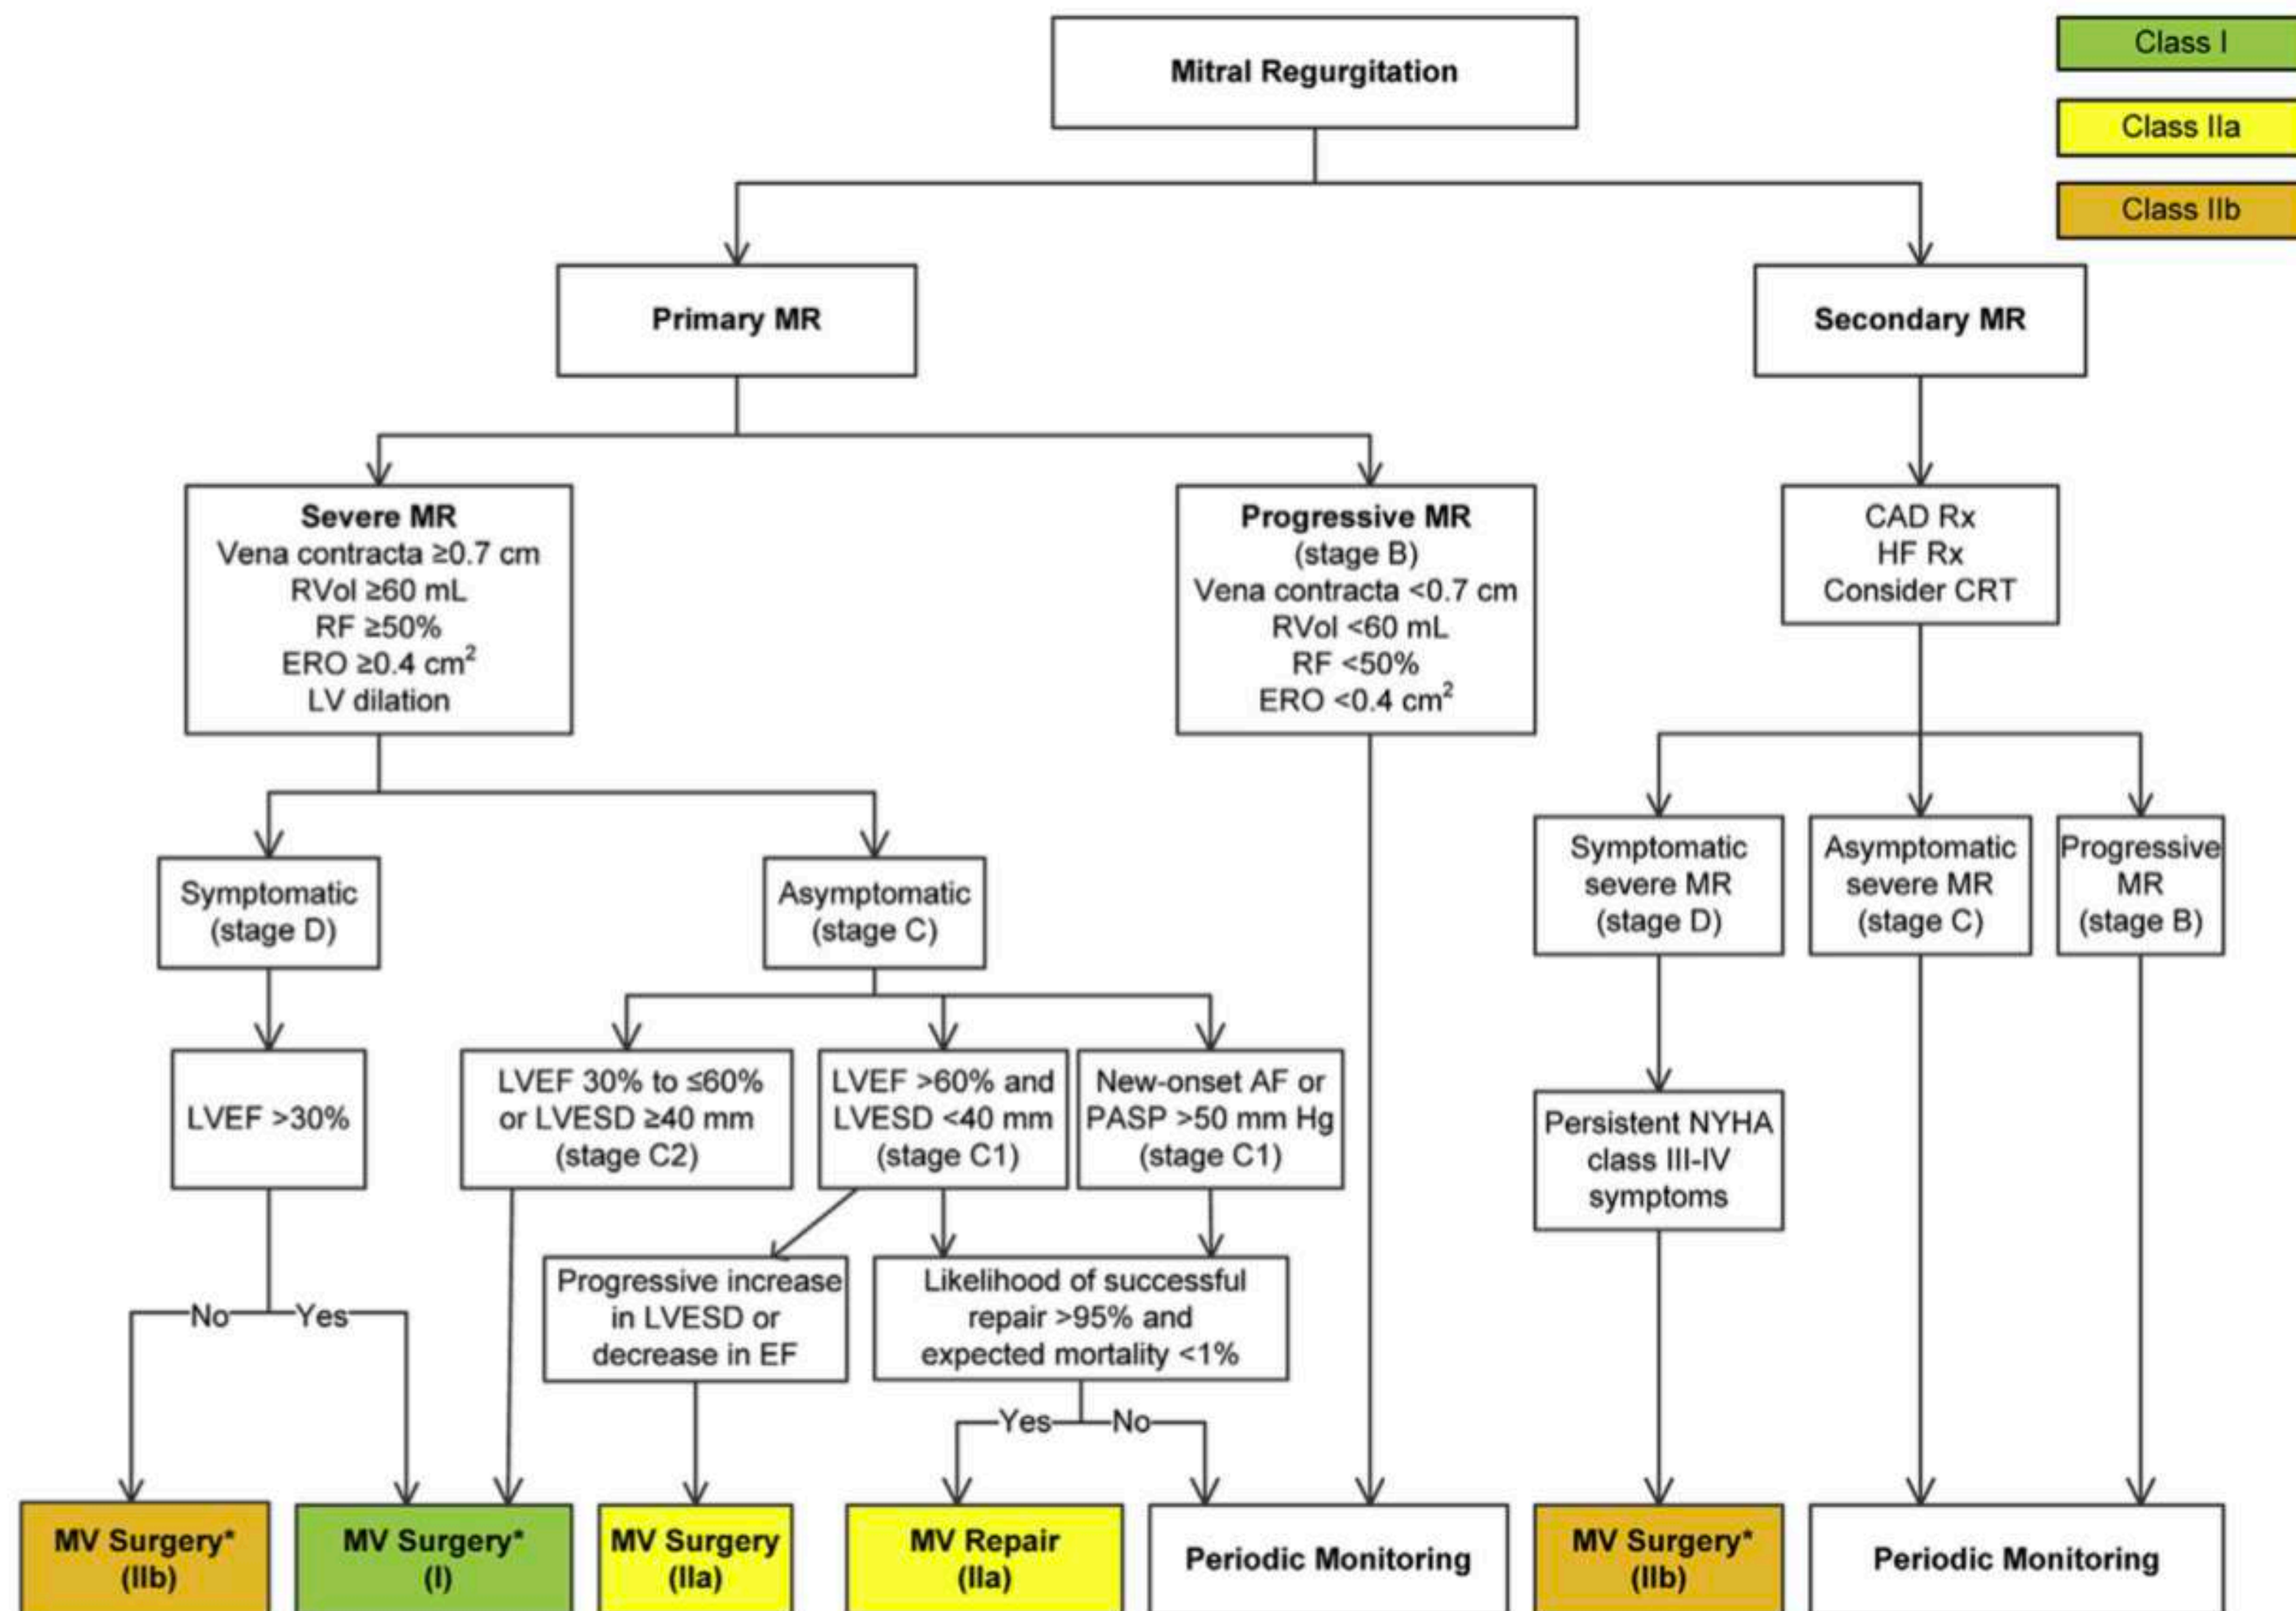 Mitral Regurgitation
Class I
Class IIa
Class IIb
Primary MR
Secondary MR
Severe MR
Vena contracta ≥0.7 cm
RVol ≥60 mL
RF ≥50%
ERO ≥0.4 cm²
LV dilation
Progressive MR
(stage B)
Vena contracta <0.7 cm
RVol <60 mL
RF <50%
ERO <0.4 cm²
CAD Rx
HF Rx
Consider CRT
Symptomatic
(stage D)
Asymptomatic
(stage C)
Symptomatic
severe MR
(stage D)
Asymptomatic
severe MR
(stage C)
Progressive
MR
(stage B)
LVEF >30%
LVEF 30% to ≤60%
or LVESD ≥40 mm
(stage C2)
LVEF >60% and
LVESD <40 mm
(stage C1)
New-onset AF or
PASP >50 mm Hg
(stage C1)
Persistent NYHA
class III-IV
symptoms
No
Yes
Progressive increase
in LVESD or
decrease in EF
Likelihood of successful
repair >95% and
expected mortality <1%
Yes
No
MV Surgery*
(IIb)
MV Surgery*
(I)
MV Surgery
(IIa)
MV Repair
(IIa)
Periodic Monitoring
MV Surgery*
(IIb)
Periodic Monitoring